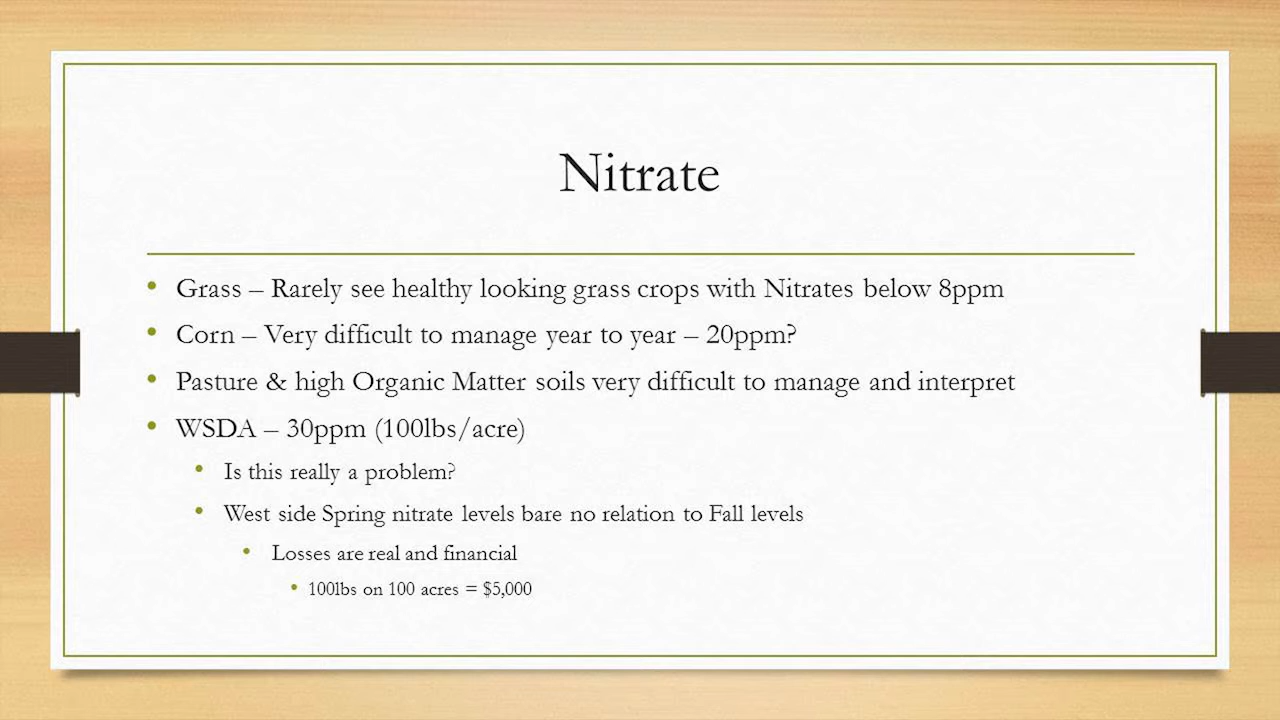 Nitrate
• Grass – Rarely see healthy looking grass crops with Nitrates below 8ppm
• Corn – Very difficult to manage year to year – 20ppm?
• Pasture & high Organic Matter soils very difficult to manage and interpret
• WSDA – 30ppm (100lbs/acre)
• Is this really a problem?
• West side Spring nitrate levels bare no relation to Fall levels
• Losses are real and financial
• 100lbs on 100 acres = $5,000